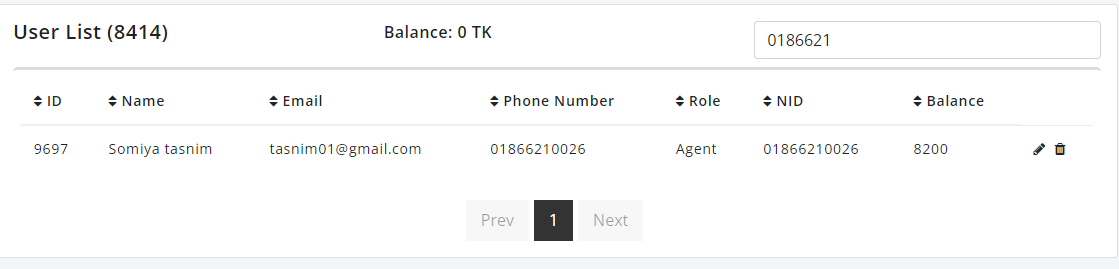 User List (8414)
Balance: 0 TK
0186621
ID Name Email Phone Number Role NID Balance
9697 Somiya tasnim tasnim01@gmail.com 01866210026 Agent 01866210026 8200
Prev 1 Next